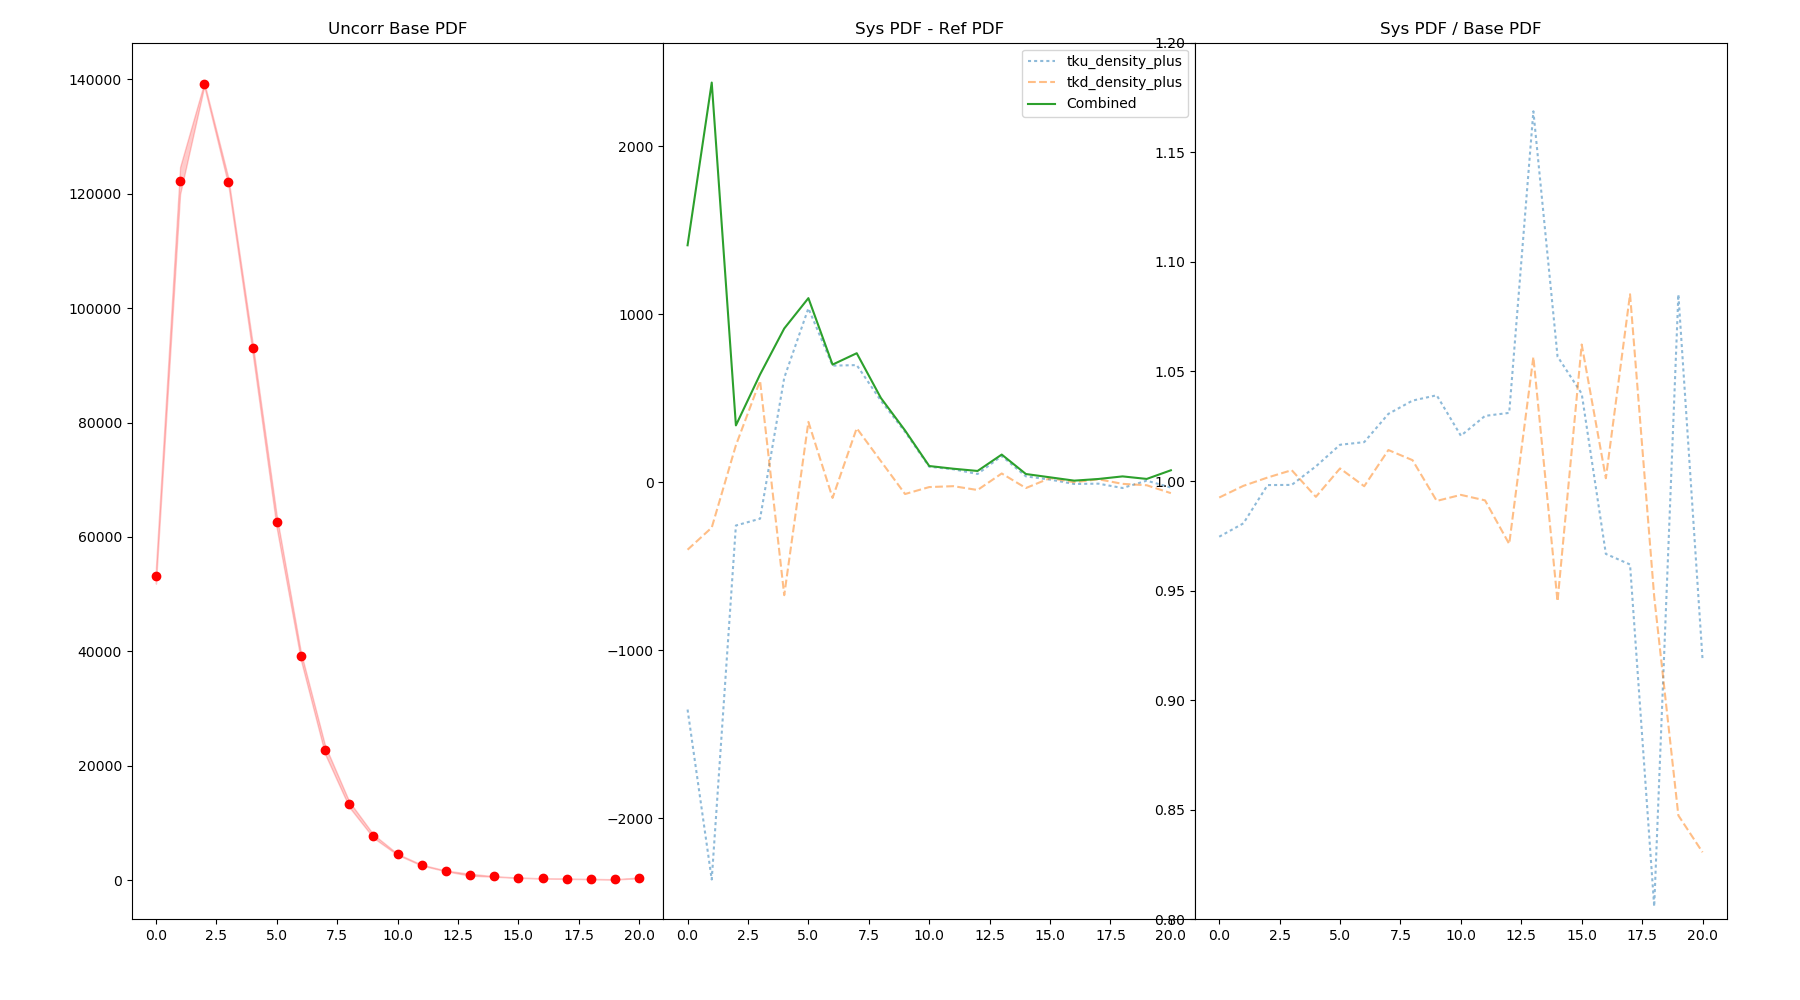 Uncorr Base PDF
Sys PDF - Ref PDF
Sys PDF / Base PDF
140000
120000
100000
80000
60000
40000
20000
0
0.0 2.5 5.0 7.5 10.0 12.5 15.0 17.5 20.0
2000
1000
0
−1000
−2000
0.0 2.5 5.0 7.5 10.0 12.5 15.0 17.5 20.0
tku_density_plus
tkd_density_plus
Combined
1.20
1.15
1.10
1.05
1.00
0.95
0.90
0.85
0.80
0.0 2.5 5.0 7.5 10.0 12.5 15.0 17.5 20.0